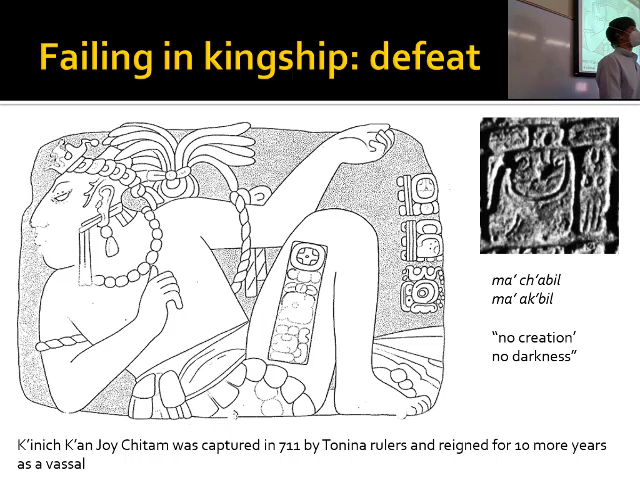 Failing in kingship: defeat
ma’ ch’abil
ma’ ak’bil
“no creation’
no darkness”
K’inich K’an Joy Chitam was captured in 711 by Tonina rulers and reigned for 10 more years
as a vassal